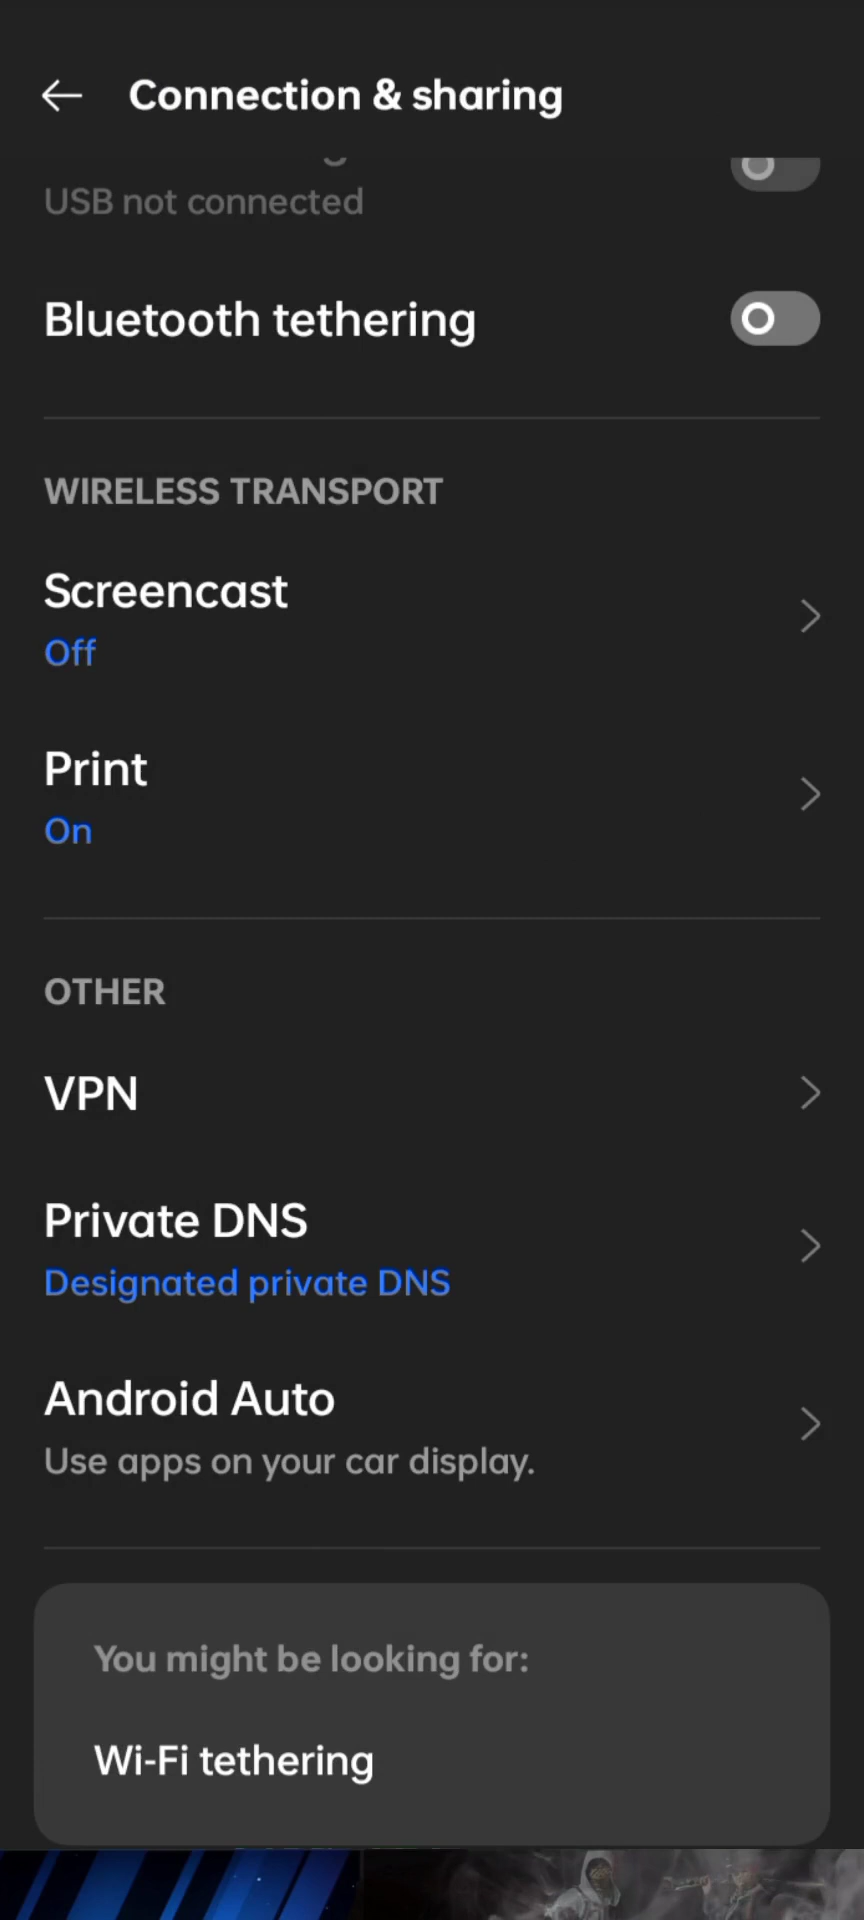 Connection & sharing
USB not connected
Bluetooth tethering
WIRELESS TRANSPORT
Screencast
Off
Print
On
OTHER
VPN
Private DNS
Designated private DNS
Android Auto
Use apps on your car display.
You might be looking for:
Wi-Fi tethering